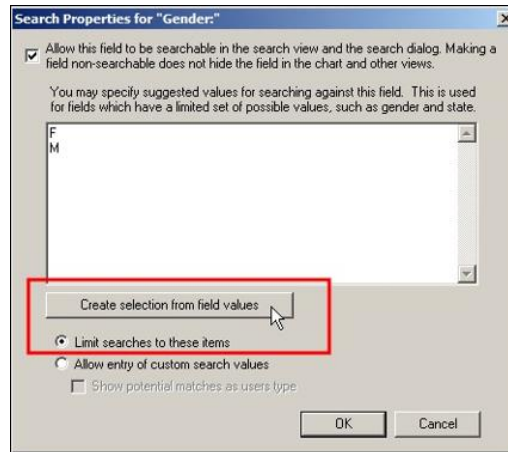 Search Properties for "Gender:"
Allow this field to be searchable in the search view and the search dialog. Making a
field non-searchable does not hide the field in the chart and other views.
You may specify suggested values for searching against this field. This is used
for fields which have a limited set of possible values, such as gender and state.
F
M
Create selection from field values
Limit searches to these items
Allow entry of custom search values
Show potential matches as users type
OK Cancel